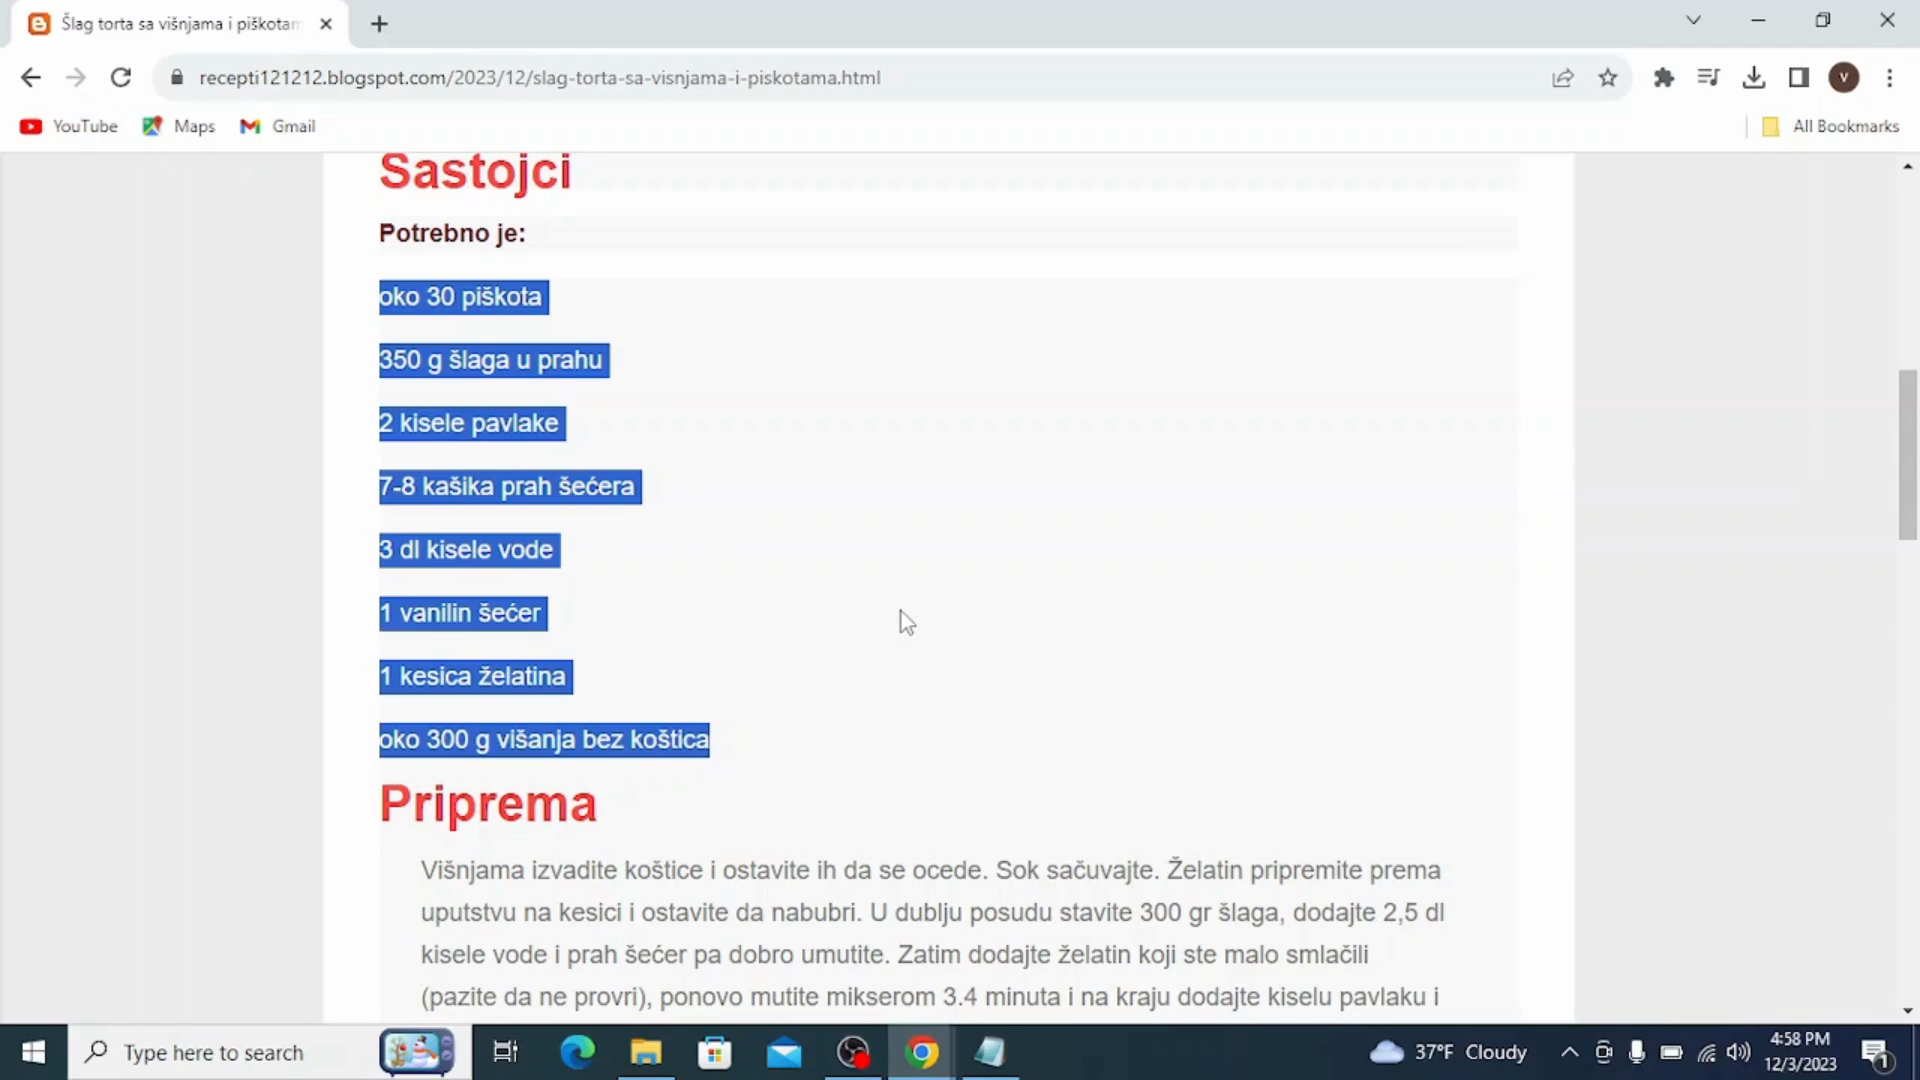 Šlag torta sa višnjama i piškotam
recepti121212.blogspot.com/2023/12/slag-torta-sa-visnjama-i-piskotama.html
V
YouTube Maps Gmail All Bookmarks
Sastojci
Potrebno je:
oko 30 piškota
350 g šlaga u prahu
2 kisele pavlake
7-8 kašika prah šećera
3 dl kisele vode
1 vanilin šećer
1 kesica želatina
oko 300 g višanja bez koštica
Priprema
Višnjama izvadite koštice i ostavite ih da se ocede. Sok sačuvajte. Želatin pripremite prema
uputstvu na kesici i ostavite da nabubri. U dublju posudu stavite 300 gr šlaga, dodajte 2,5 dl
kisele vode i prah šećer pa dobro umutite. Zatim dodajte želatin koji ste malo smlačili
(pazite da ne provri), ponovo mutite mikserom 3.4 minuta i na kraju dodajte kiselu pavlaku i
Type here to search
37°F Cloudy
4:58 PM
12/3/2023
1